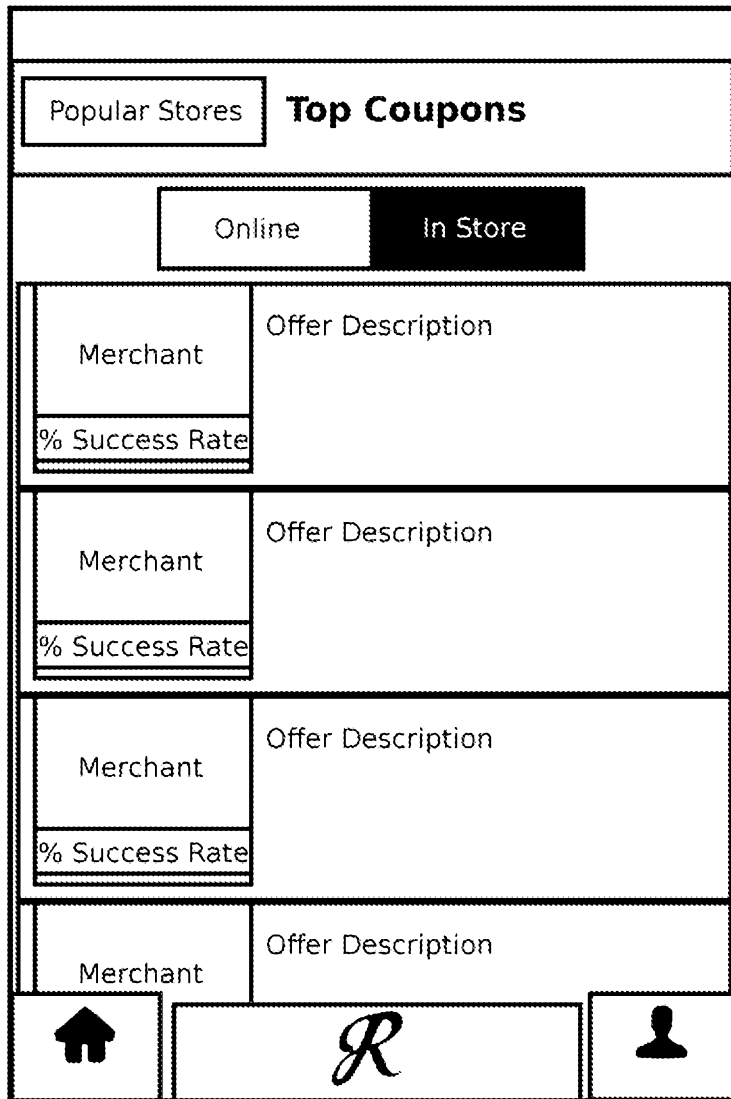 Popular Stores Top Coupons
Online In Store
Offer Description
Merchant
% Success Rate
Offer Description
Merchant
% Success Rate
Offer Description
Merchant
% Success Rate
Offer Description
Merchant
R